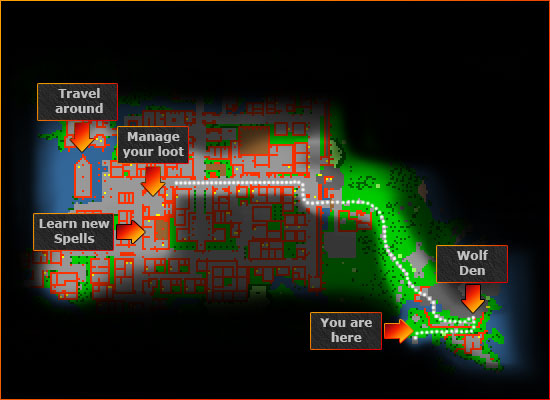 Travel
around
Manage
your loot
Learn new
Spells
Wolf
Den
You are
here